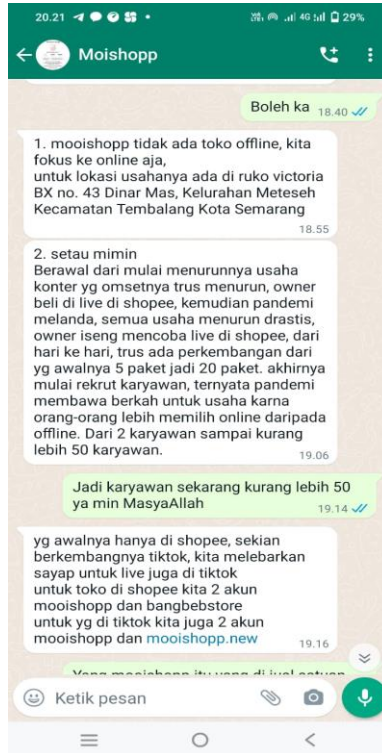 20.21
4G
29%
Moishopp
Boleh ka 18.40
1. mooishopp tidak ada toko offline, kita
fokus ke online aja,
untuk lokasi usahanya ada di ruko victoria
BX no. 43 Dinar Mas, Kelurahan Meteseh
Kecamatan Tembalang Kota Semarang
18.55
2. setau mimin
Berawal dari mulai menurunnya usaha
konter yg omsetnya trus menurun, owner
beli di live di shopee, kemudian pandemi
melanda, semua usaha menurun drastis,
owner iseng mencoba live di shopee, dari
hari ke hari, trus ada perkembangan dari
yg awalnya 5 paket jadi 20 paket. akhirnya
mulai rekrut karyawan, ternyata pandemi
membawa berkah untuk usaha karna
orang-orang lebih memilih online daripada
offline. Dari 2 karyawan sampai kurang
lebih 50 karyawan.
19.06
Jadi karyawan sekarang kurang lebih 50
ya min MasyaAllah
19.14
yg awalnya hanya di shopee, sekian
berkembangnya tiktok, kita melebarkan
sayap untuk live juga di tiktok
untuk toko di shopee kita 2 akun
mooishopp dan bangbebstore
untuk yg di tiktok kita juga 2 akun
mooishopp dan mooishopp.new
19.16
Yang mooishopp itu yang di jual satuan
Ketik pesan